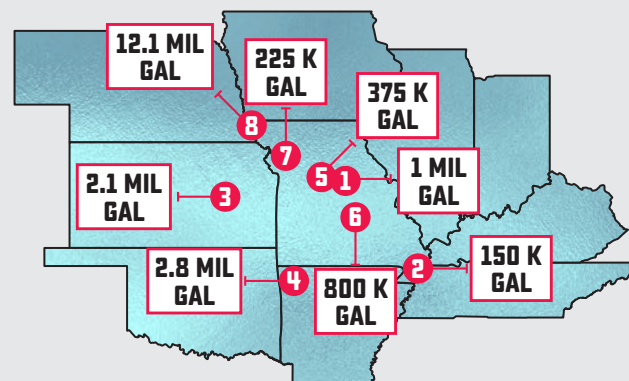 12.1 MIL
GAL
225 K
GAL
375 K
GAL
8
7
5
1
1 MIL
GAL
2.1 MIL
GAL
3
6
2.8 MIL
GAL
4
800 K
GAL
2
150 K
GAL